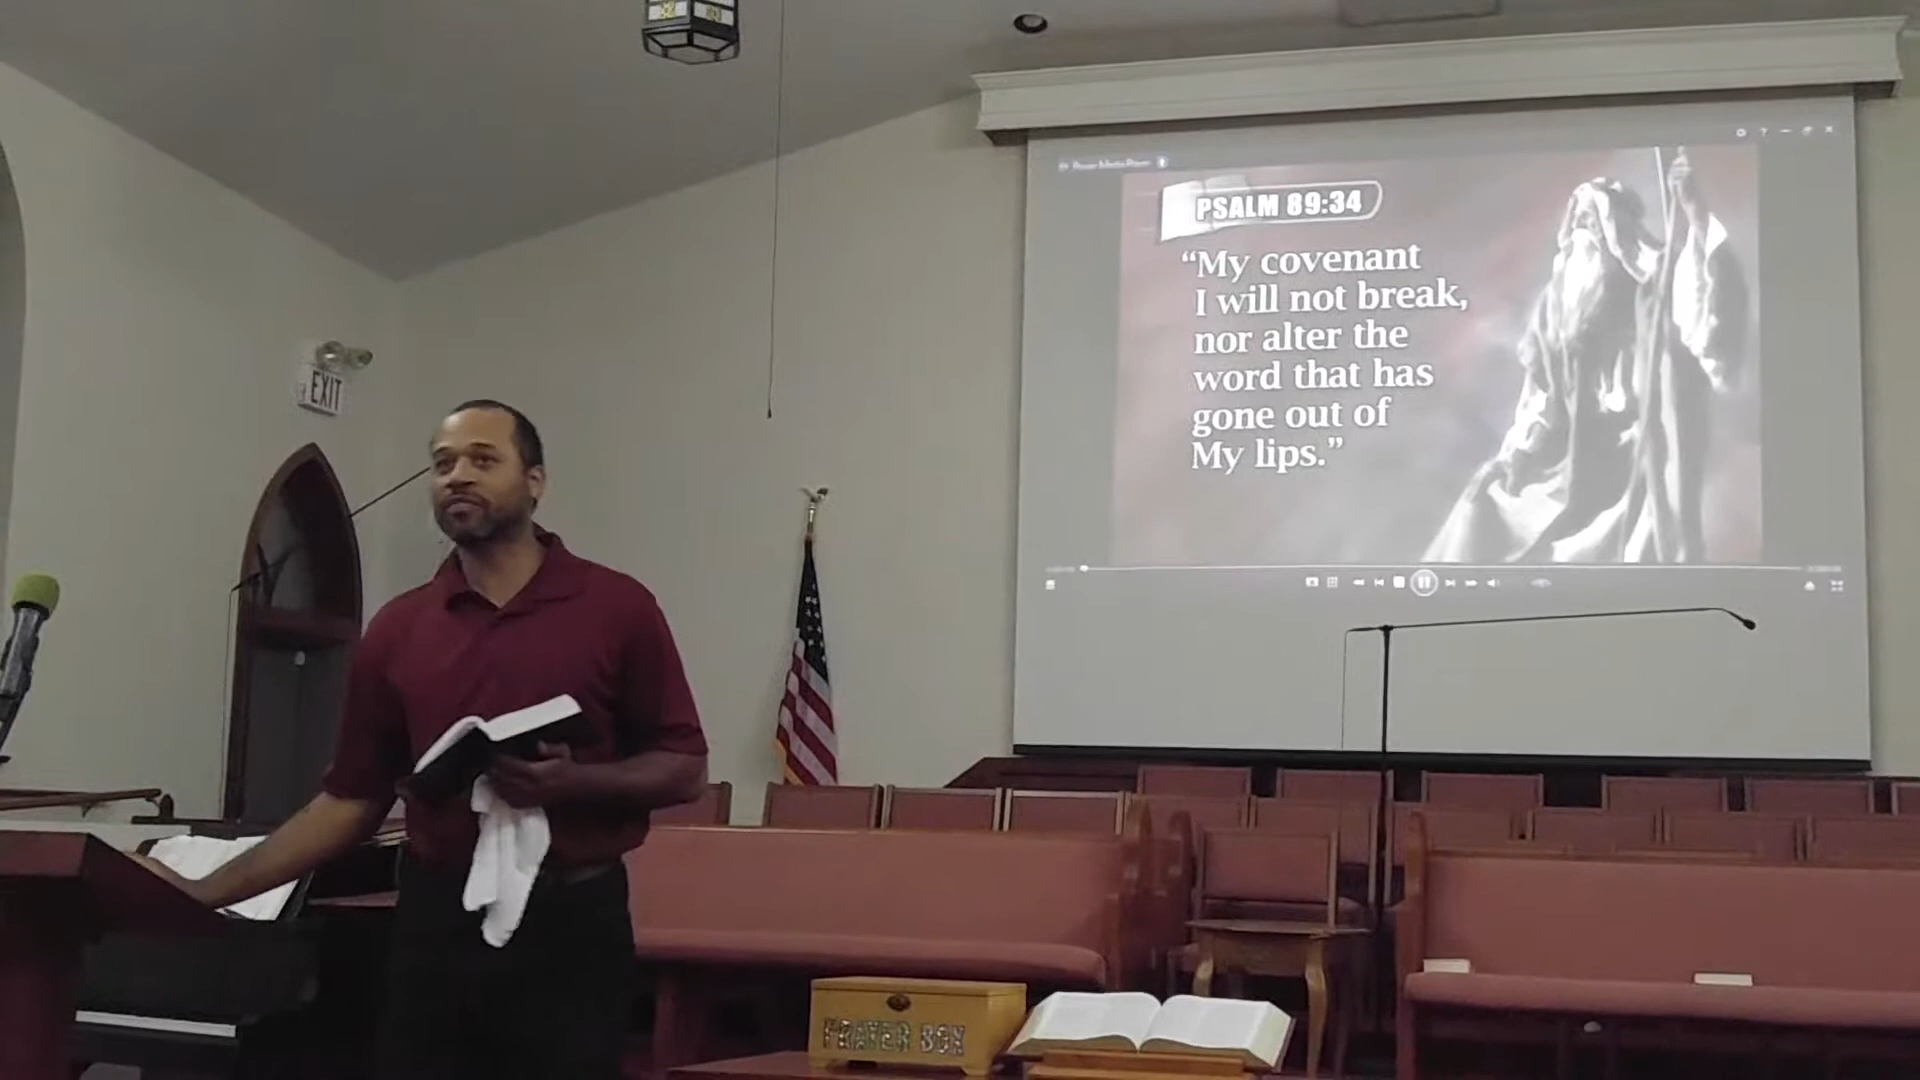 PSALM 89:34
“My covenant
I will not break,
nor alter the
word that has
gone out of
My lips.”
EXIT
PRAYER BOX